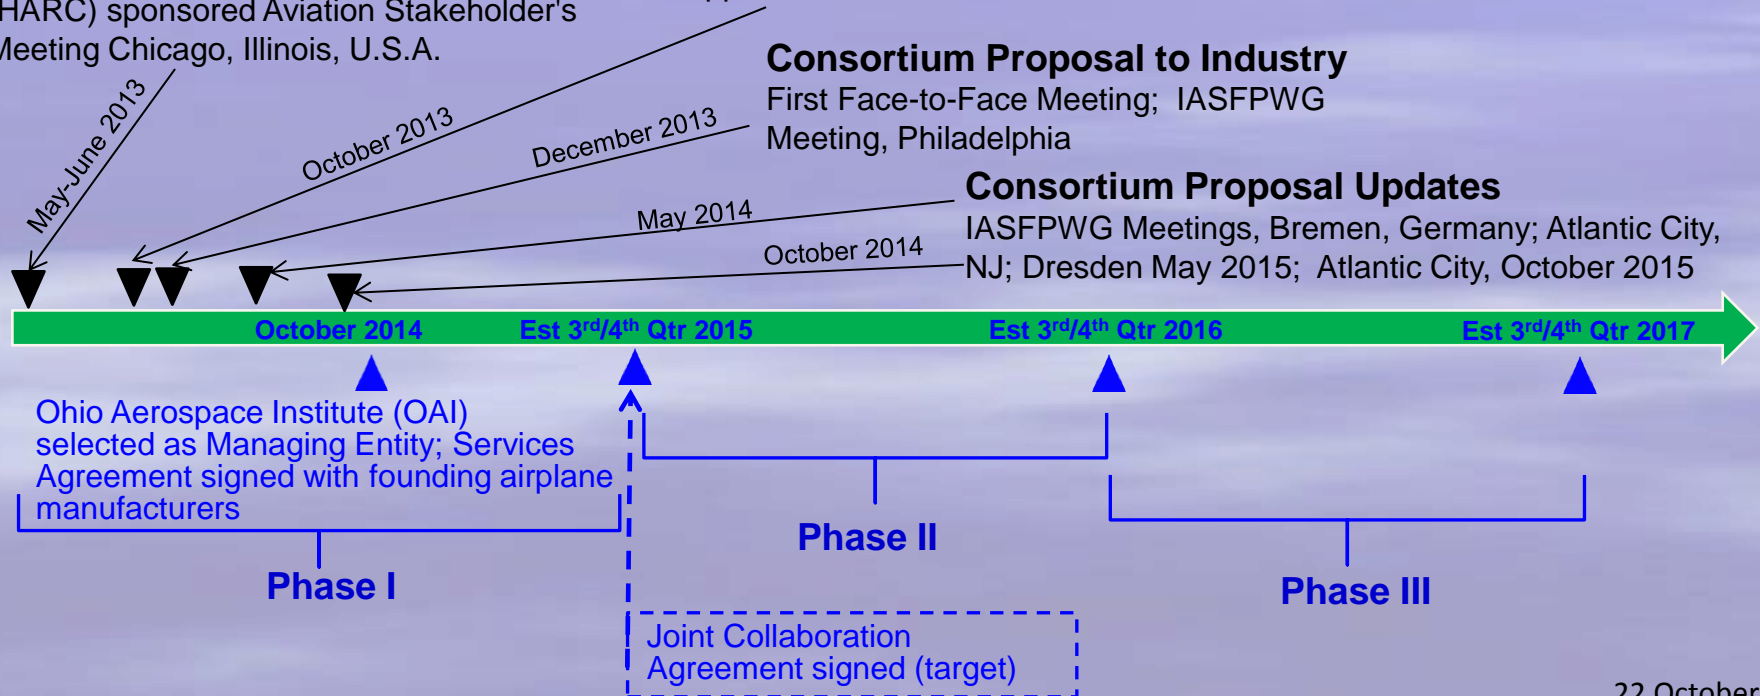 HARC) sponsored Aviation Stakeholder's
Meeting Chicago, Illinois, U.S.A.
May-June 2013
October 2013
December 2013
Consortium Proposal to Industry
First Face-to-Face Meeting; IASFPWG
Meeting, Philadelphia
May 2014
October 2014
Consortium Proposal Updates
IASFPWG Meetings, Bremen, Germany; Atlantic City,
NJ; Dresden May 2015; Atlantic City, October 2015
October 2014
Est 3rd/4th Qtr 2015
Est 3rd/4th Qtr 2016
Est 3rd/4th Qtr 2017
Ohio Aerospace Institute (OAI)
selected as Managing Entity; Services
Agreement signed with founding airplane
manufacturers
Phase I
Phase II
Phase III
Joint Collaboration
Agreement signed (target)
22 October